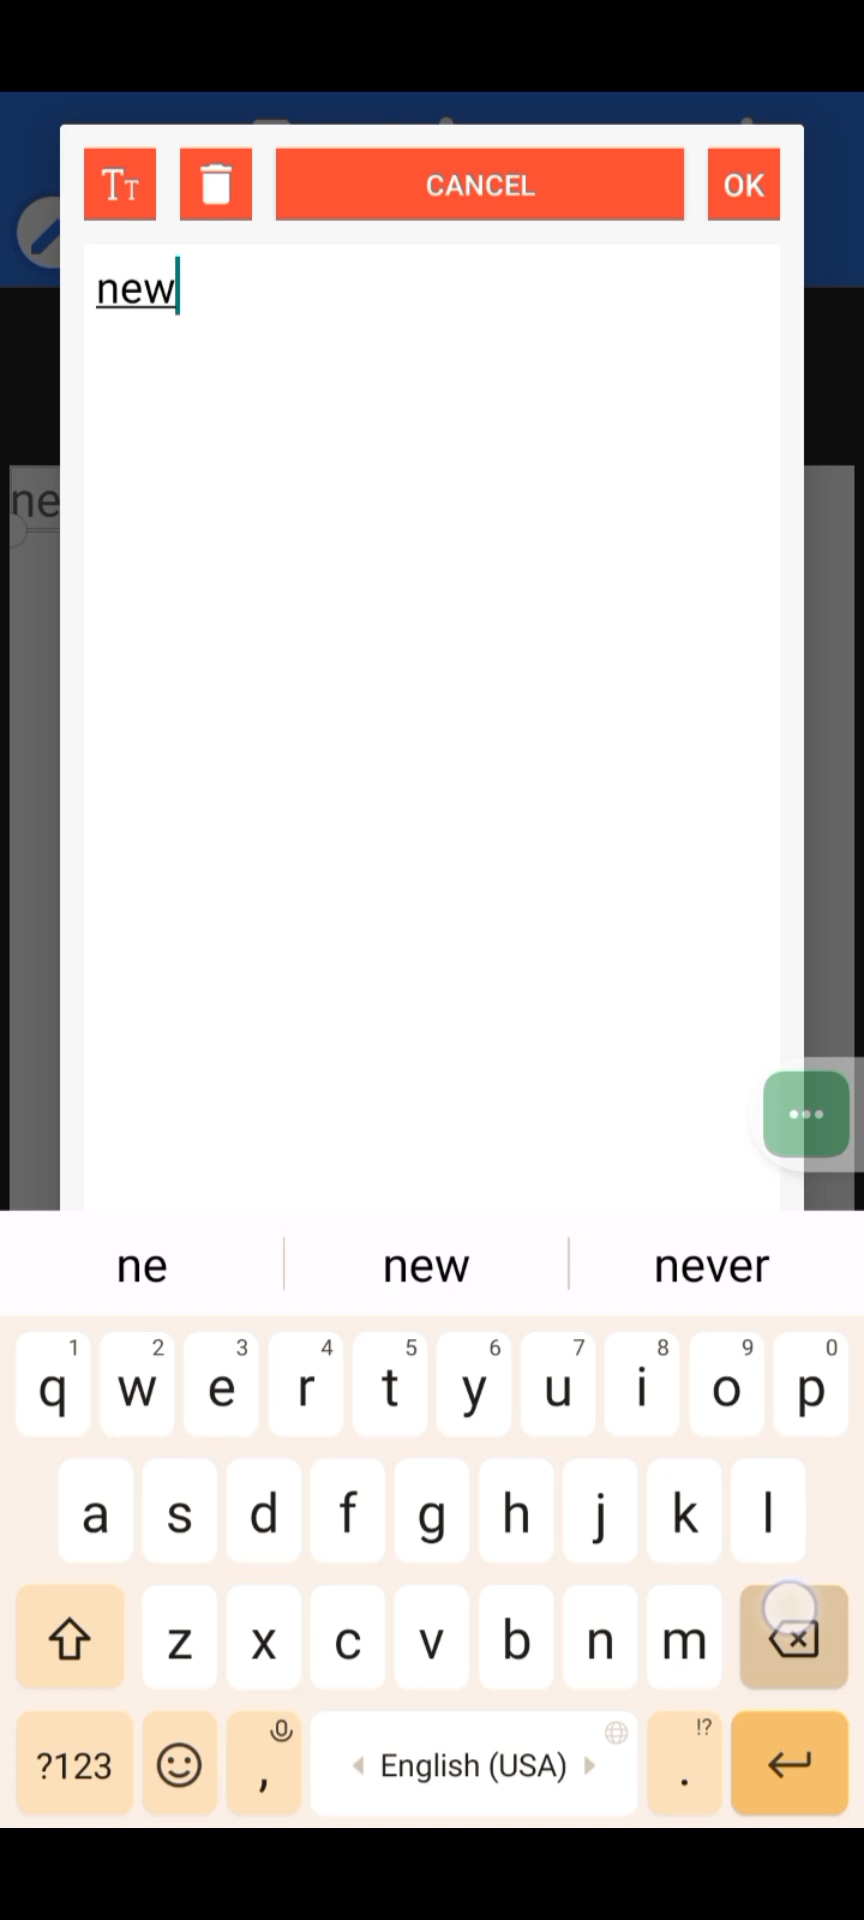 Tт CANCEL OK
new
ne
ne new never
1 2 3 4 5 6 7 8 9 0
q w e r t y u i o p
a s d f g h j k l
z x c v b n m
!?
?123 , English (USA) .